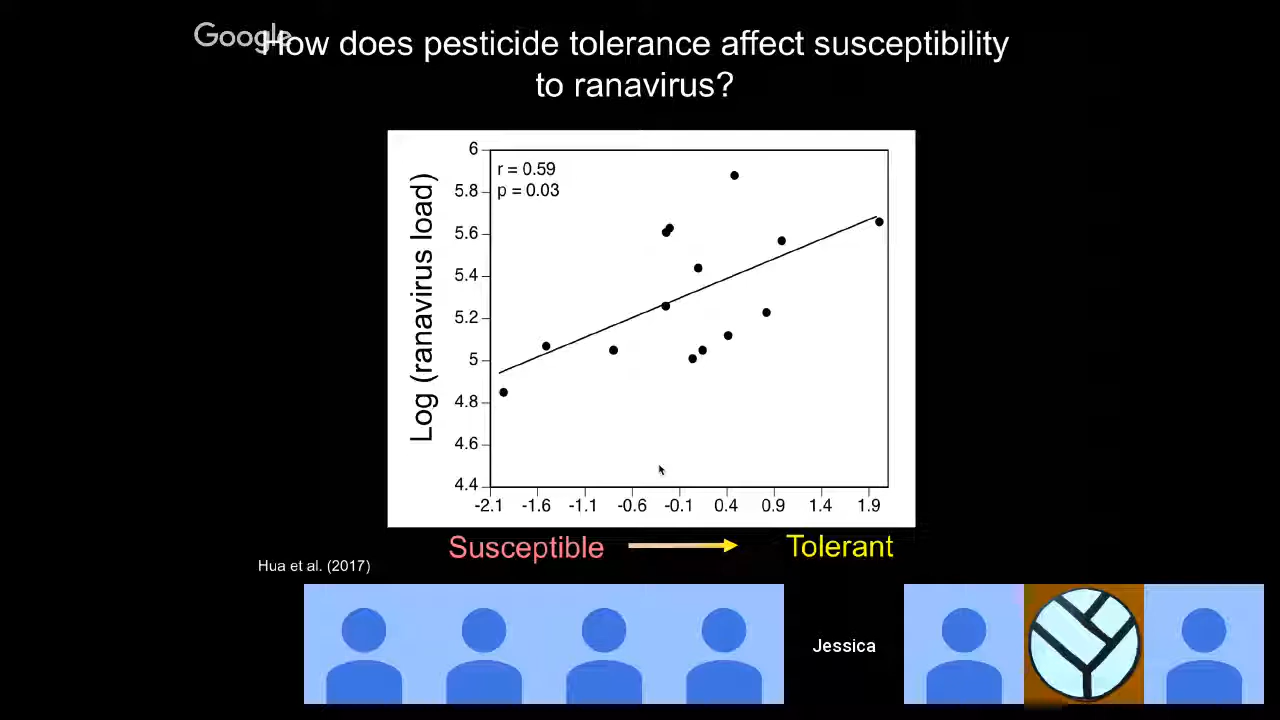 Google
How does pesticide tolerance affect susceptibility
to ranavirus?
r = 0.59
p = 0.03
Log (ranavirus load)
6
5.8
5.6
5.4
5.2
5
4.8
4.6
4.4
-2.1 -1.6 -1.1 -0.6 -0.1 0.4 0.9 1.4 1.9
Susceptible Tolerant
Hua et al. (2017)
Jessica